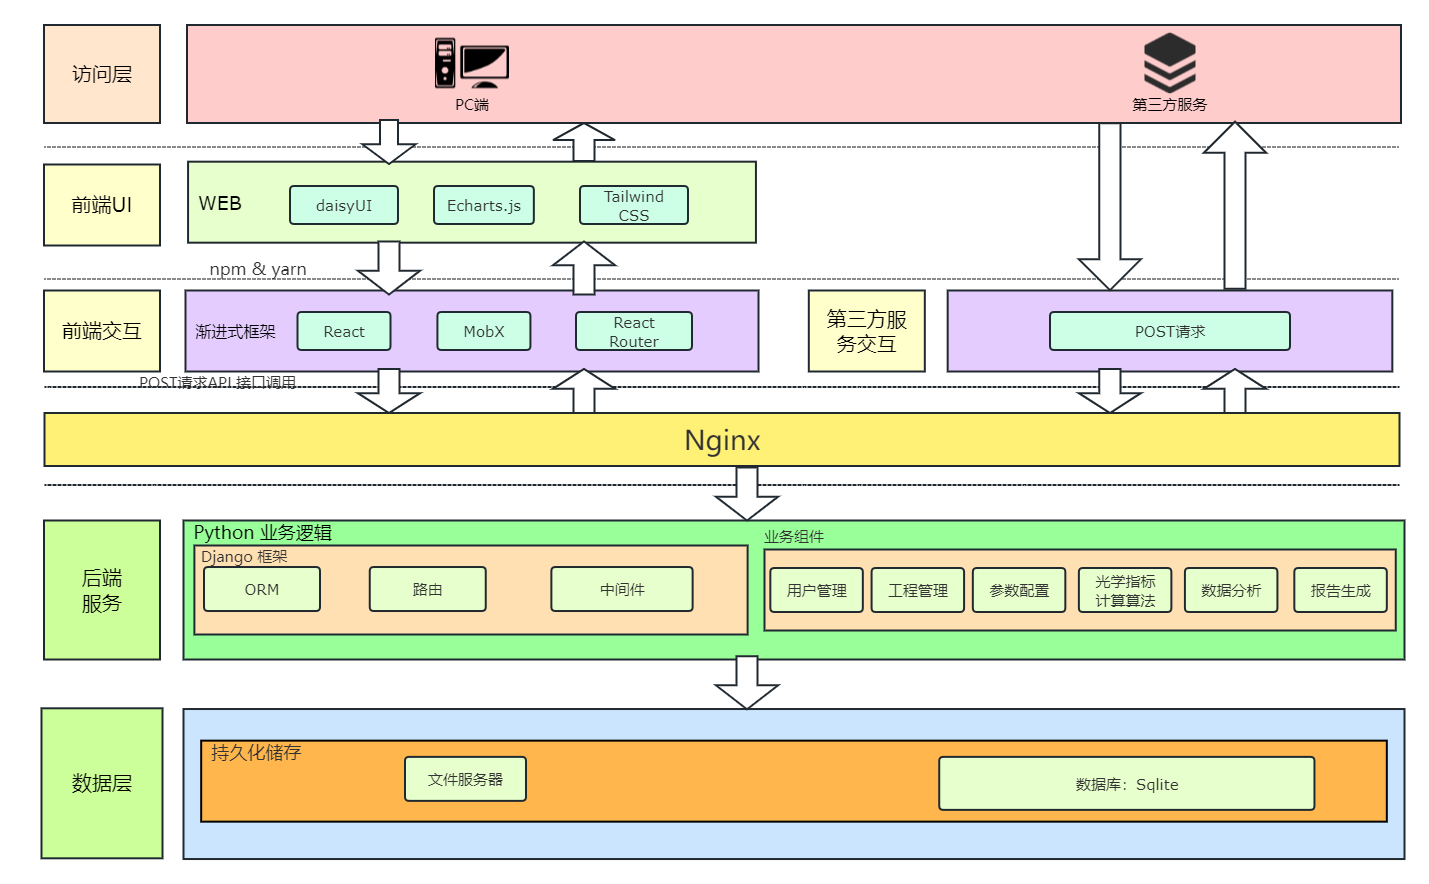 访问层
PC端
第三方服务
前端UI
WEB
daisyUI
Echarts.js
Tailwind
CSS
npm & yarn
前端交互
渐进式框架
React
MobX
React
Router
第三方服
务交互
POST请求
POST请求API,接口调用
Nginx
后端
服务
Python 业务逻辑
Django 框架
ORM
路由
中间件
业务组件
用户管理
工程管理
参数配置
光学指标
计算算法
数据分析
报告生成
数据层
持久化储存
文件服务器
数据库：Sqlite